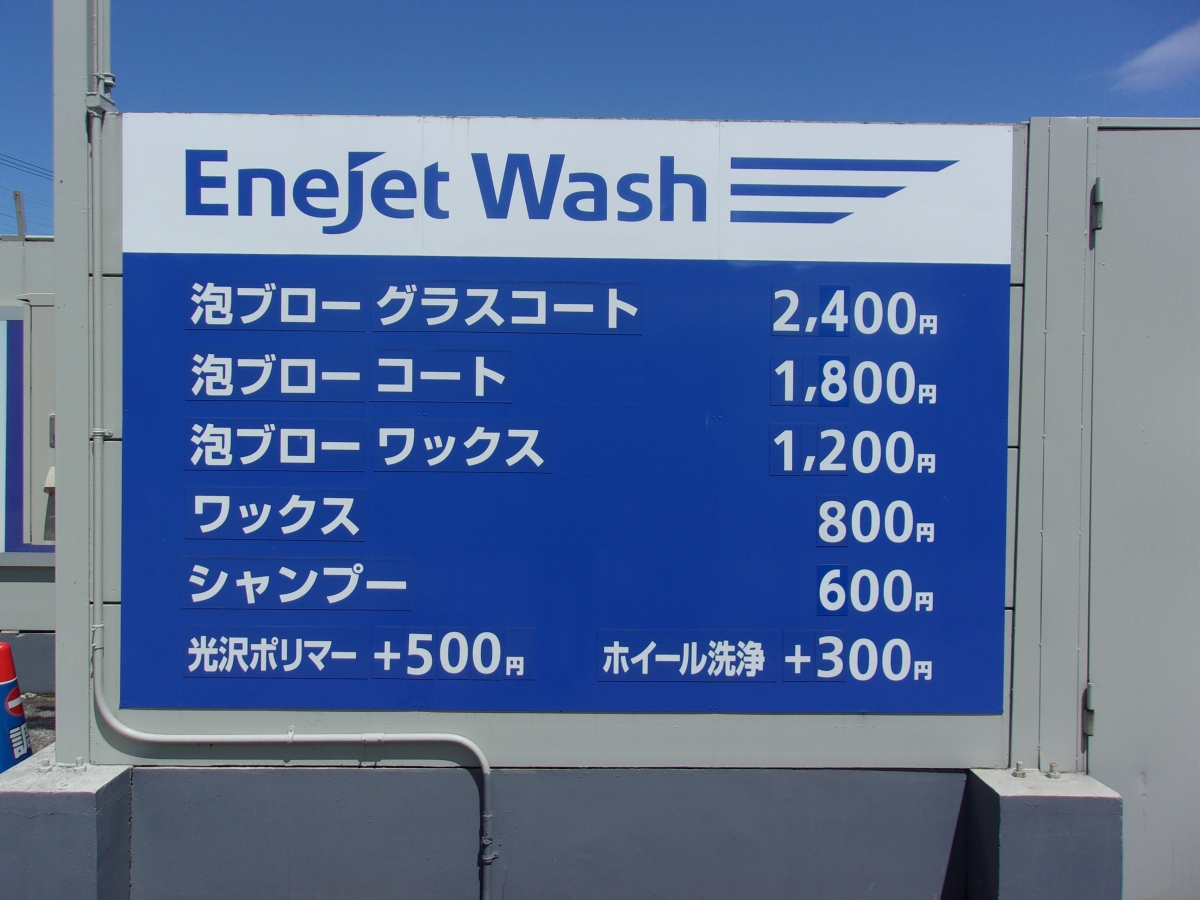 Enejet Wash
泡ブロー グラスコート 2,400円
泡ブロー コート 1,800円
泡ブロー ワックス 1,200円
ワックス 800円
シャンプー 600円
光沢ポリマー +500円 ホイール洗浄 +300円